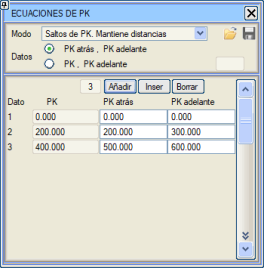 ECUACIONES DE PK
Modo Saltos de PK. Mantiene distancias
Datos PK atrás , PK adelante
PK , PK adelante
3 Añadir Inser Borrar
Dato PK PK atrás PK adelante
1 0.000 0.000 0.000
2 200.000 200.000 300.000
3 400.000 500.000 600.000